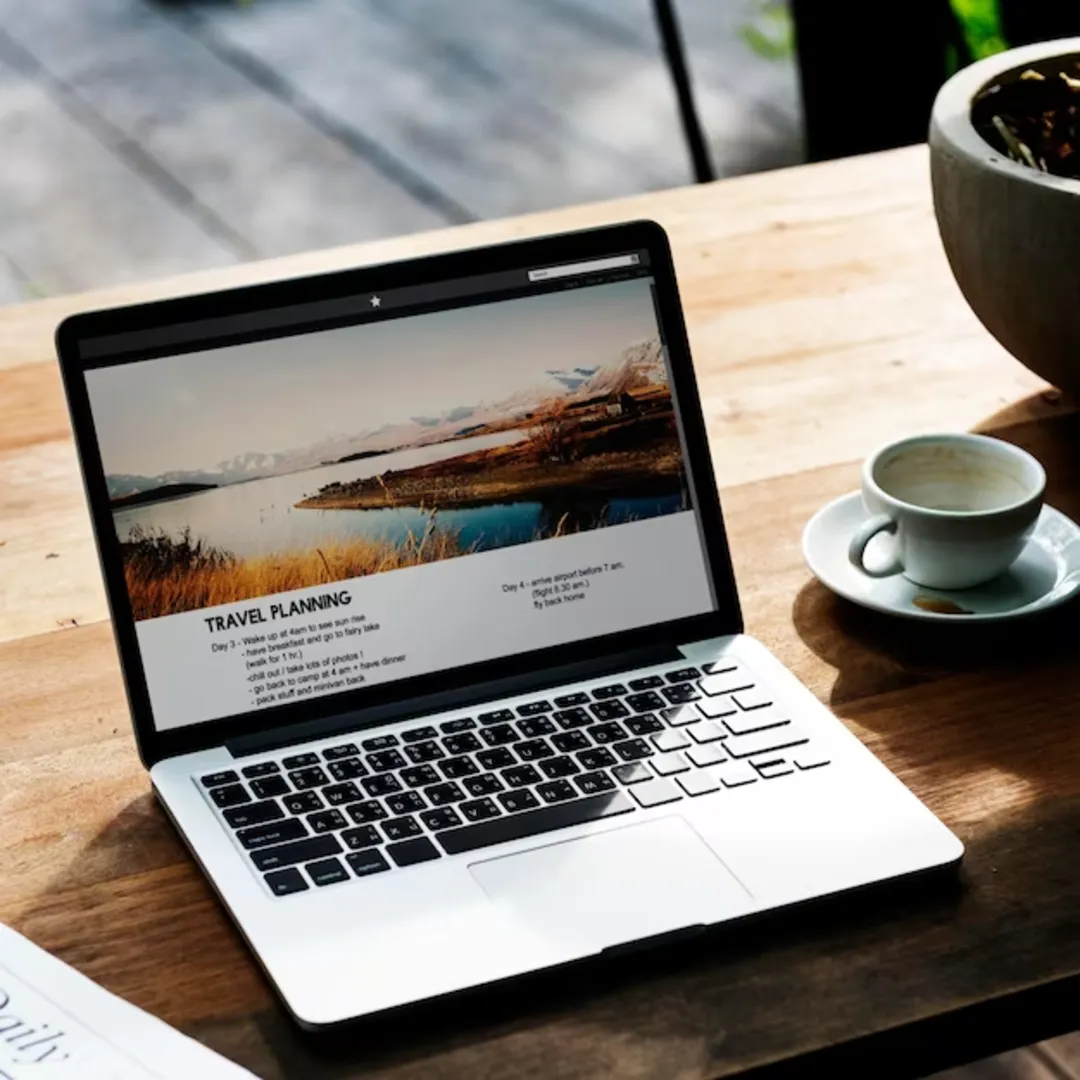 Search
TRAVEL PLANNING
Day 3 - Wake up at 4am to see sun rise
- have breakfast and go to fairy lake
(walk for 1 hr.)
-chill out / take lots of photos !
- go back to camp at 4 am + have dinner
- pack stuff and minivan back
Day 4 - arrive airport before 7 am.
(flight 8.30 am.)
fly back home
Daily